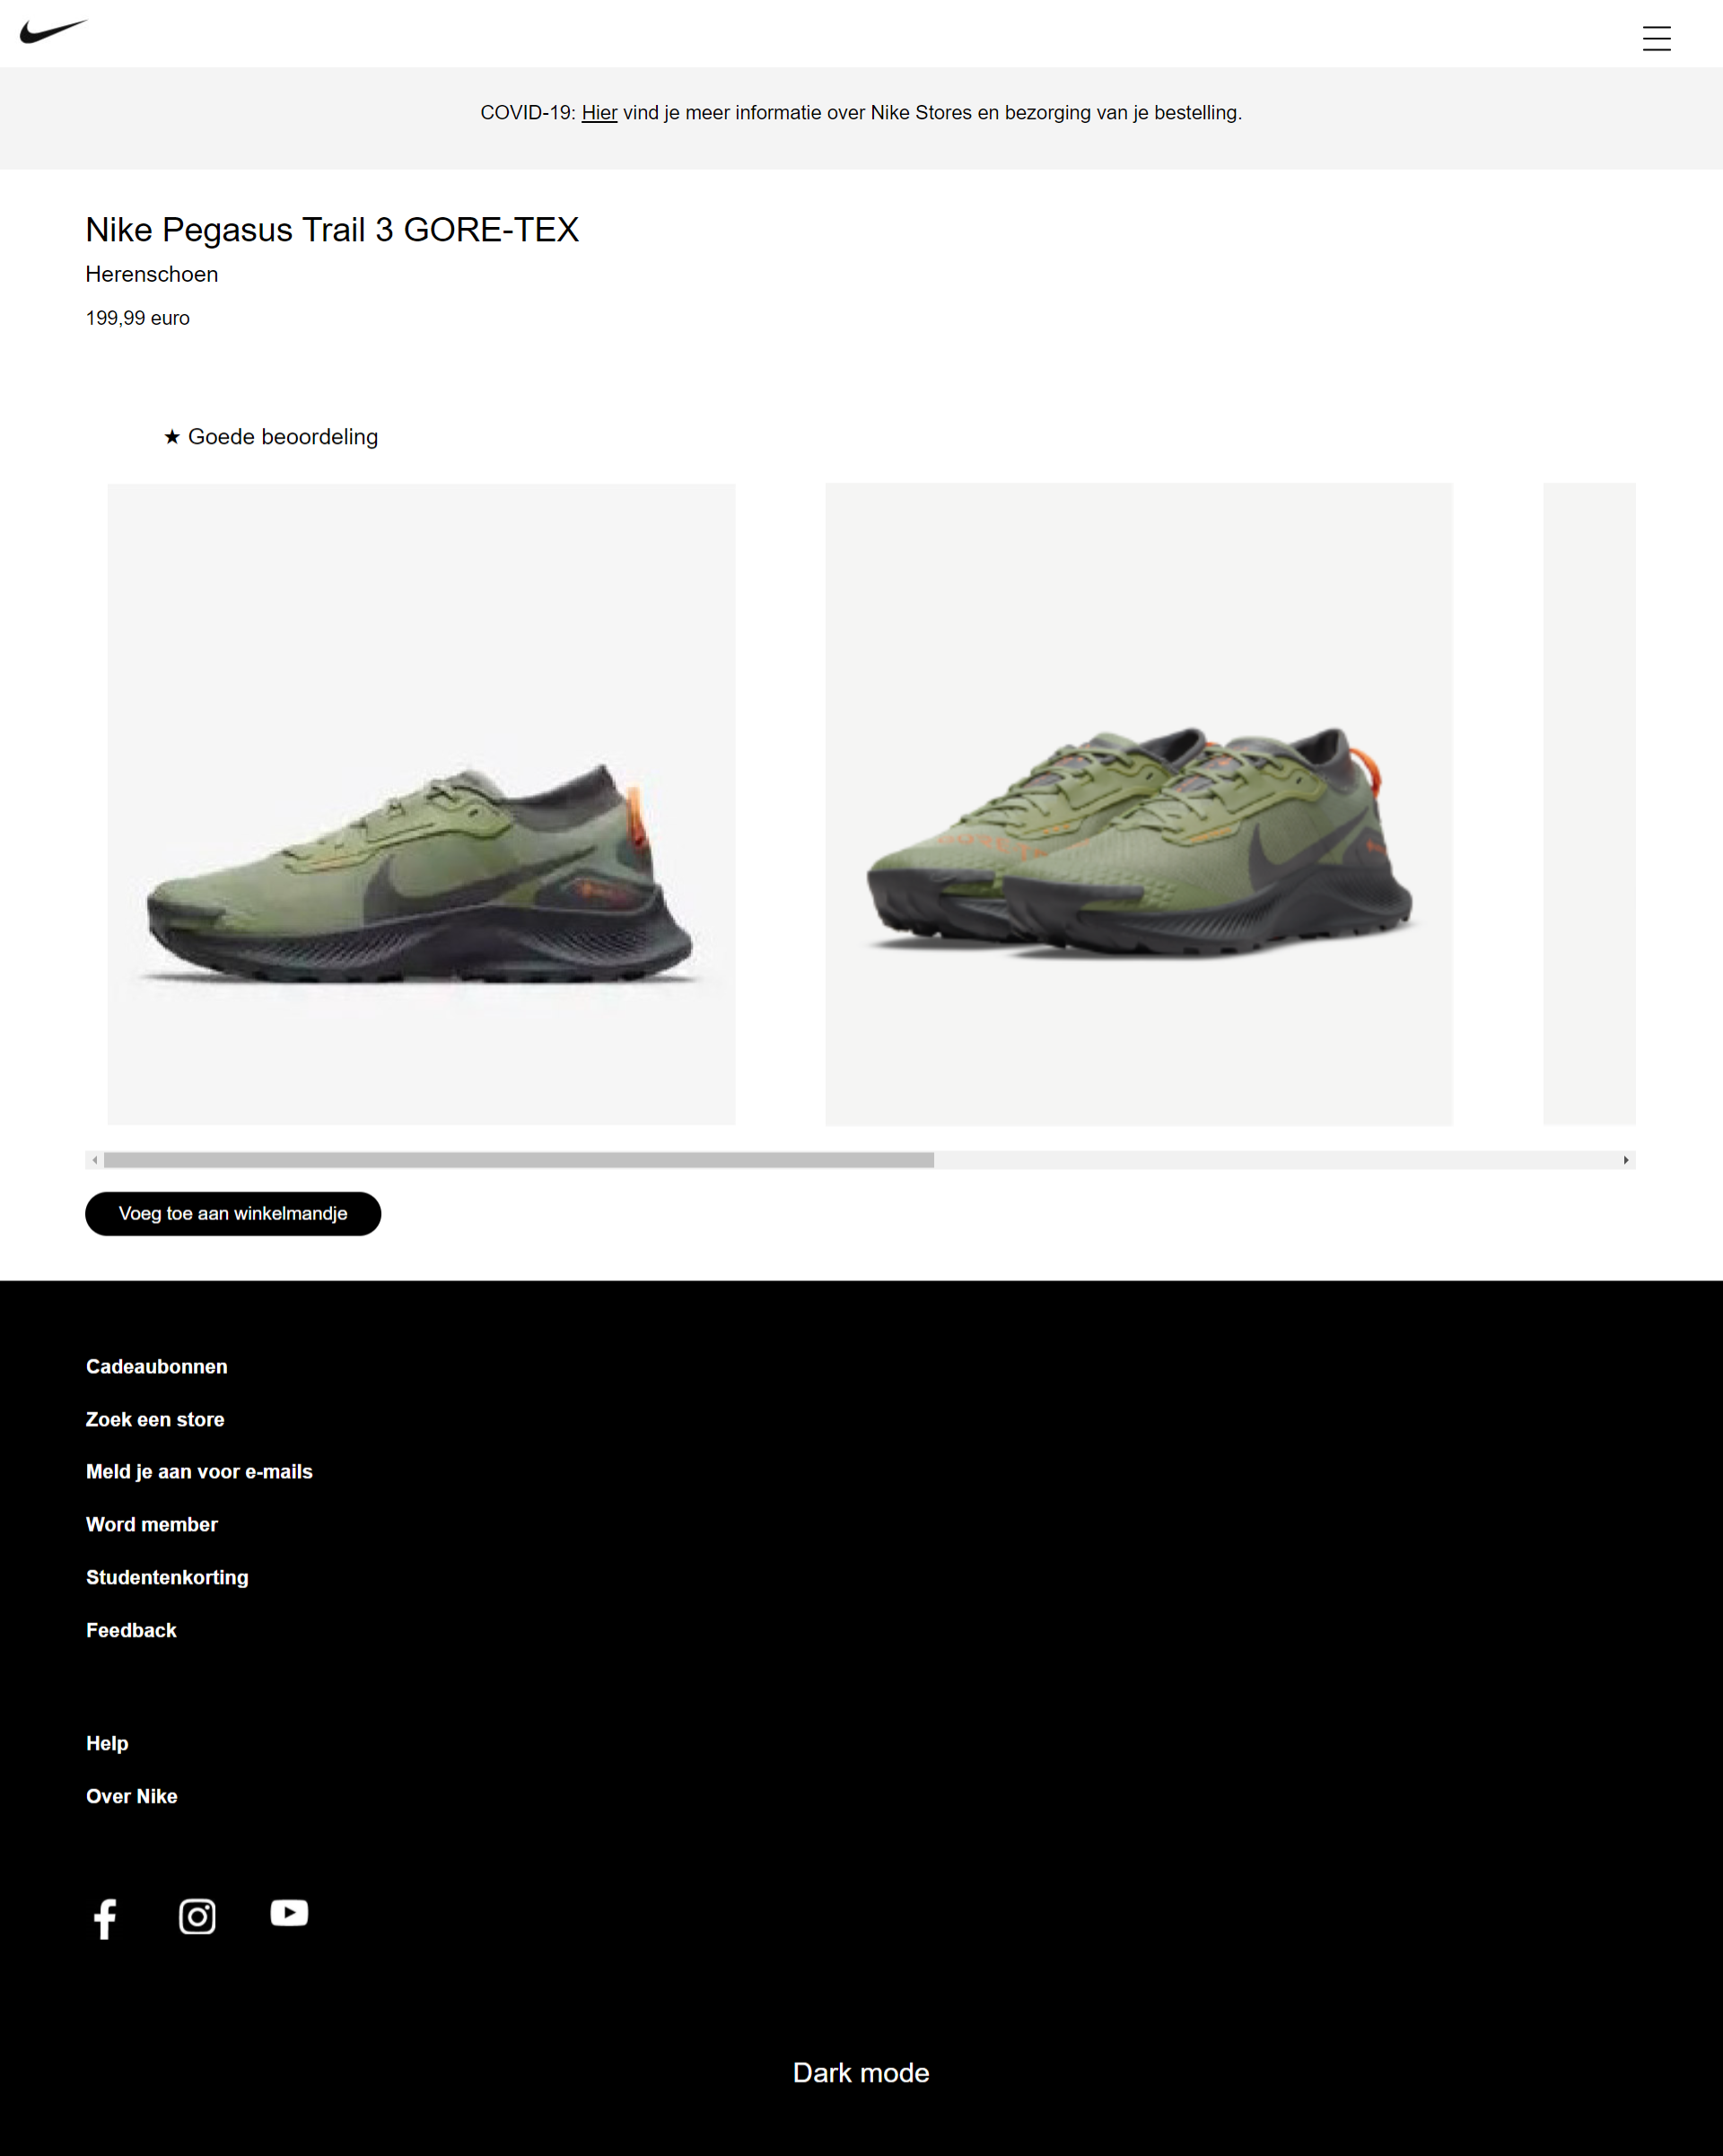 COVID-19: Hier vind je meer informatie over Nike Stores en bezorging van je bestelling.
Nike Pegasus Trail 3 GORE-TEX
Herenschoen
199,99 euro
★ Goede beoordeling
Voeg toe aan winkelmandje
Cadeaubonnen
Zoek een store
Meld je aan voor e-mails
Word member
Studentenkorting
Feedback
Help
Over Nike
Dark mode